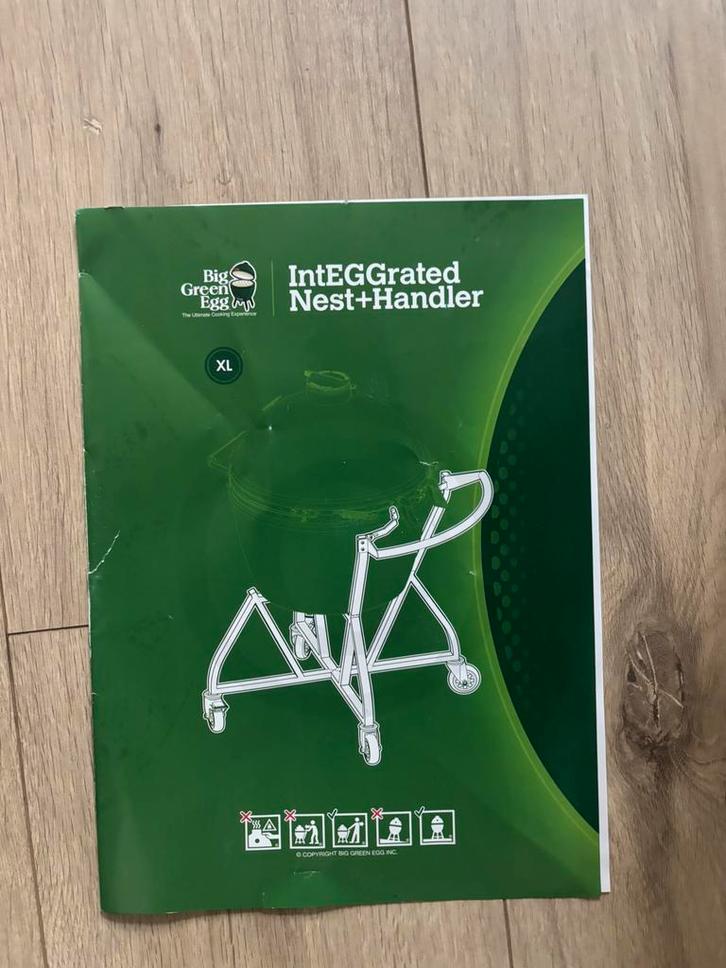 Big
Green
Egg
The Ultimate Cooking Experience
IntEGGrated
Nest+Handler
XL
© COPYRIGHT BIG GREEN EGG INC.